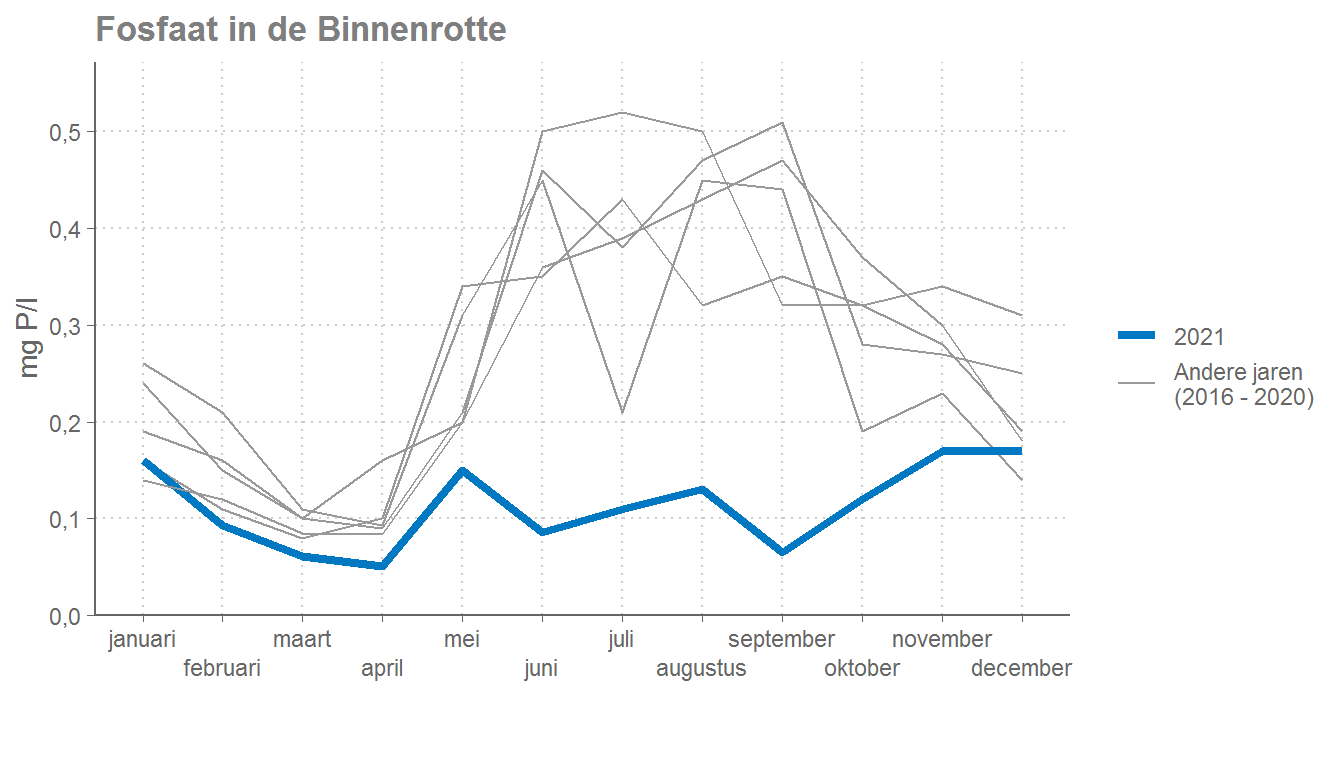 Fosfaat in de Binnenrotte
mg P/l
0,5
0,4
0,3
0,2
0,1
0,0
januari
februari
maart
april
mei
juni
juli
augustus
september
oktober
november
december
2021
Andere jaren
(2016 - 2020)